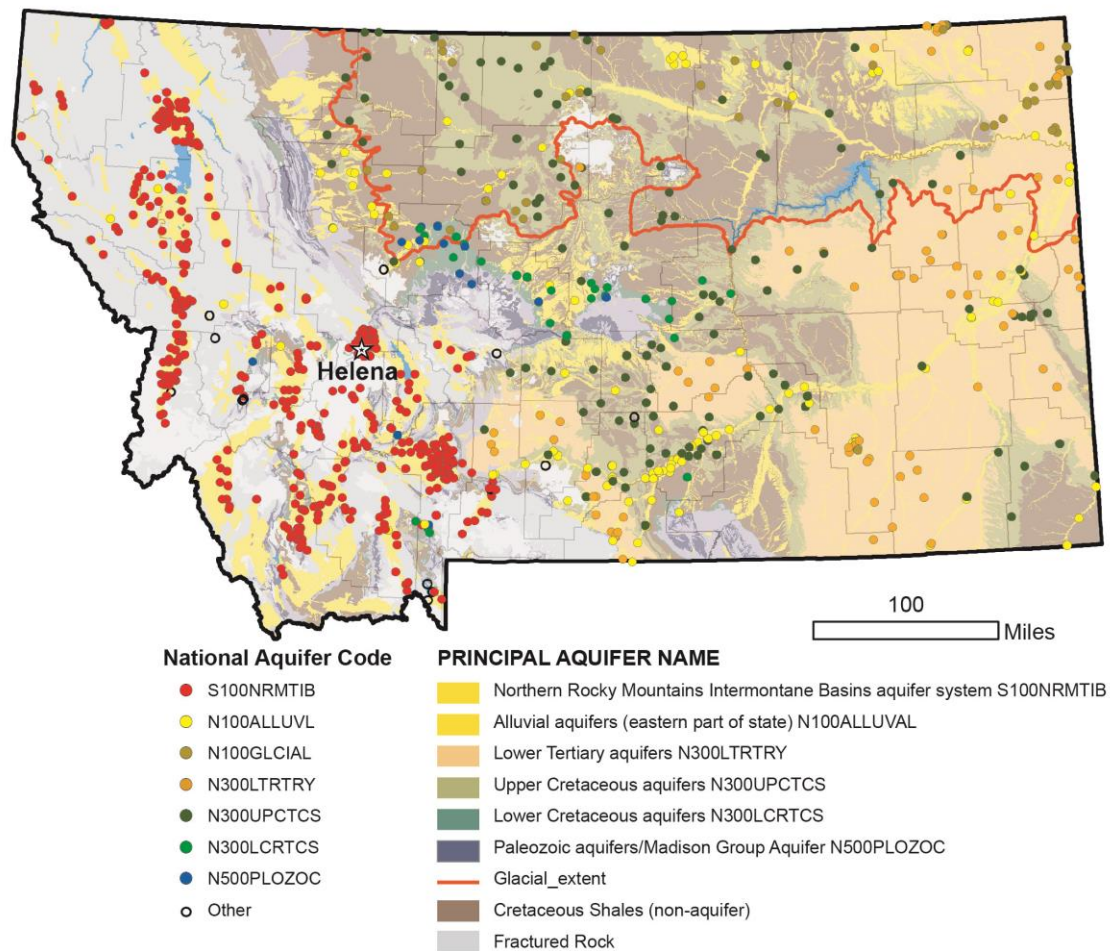 Helena
100
Miles
National Aquifer Code
S100NRMTIB
N100ALLUVL
N100GLCIAL
N300LTRTRY
N300UPCTCS
N300LCRTCS
N500PLOZOC
Other
PRINCIPAL AQUIFER NAME
Northern Rocky Mountains Intermontane Basins aquifer system S100NRMTIB
Alluvial aquifers (eastern part of state) N100ALLUVAL
Lower Tertiary aquifers N300LTRTRY
Upper Cretaceous aquifers N300UPCTCS
Lower Cretaceous aquifers N300LCRTCS
Paleozoic aquifers/Madison Group Aquifer N500PLOZOC
Glacial_extent
Cretaceous Shales (non-aquifer)
Fractured Rock